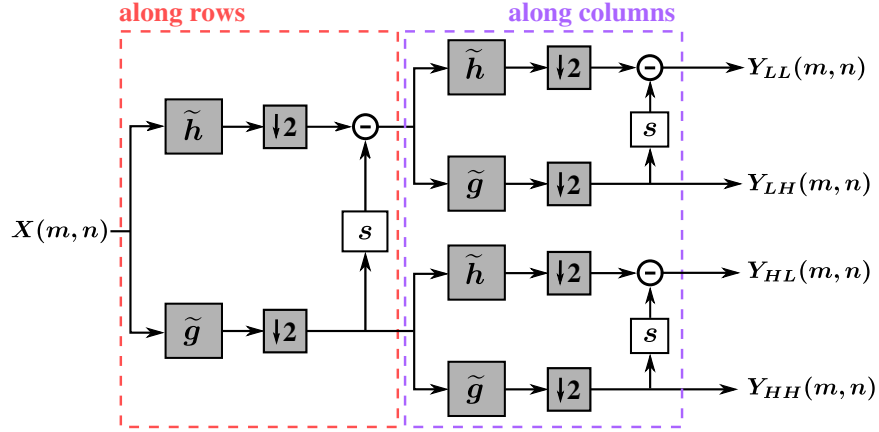 along rows
along columns
h̃
↓2
−
Y_LL(m, n)
s
h̃
↓2
−
g̃
↓2
Y_LH(m, n)
X(m, n)
s
h̃
↓2
−
Y_HL(m, n)
g̃
↓2
s
g̃
↓2
Y_HH(m, n)